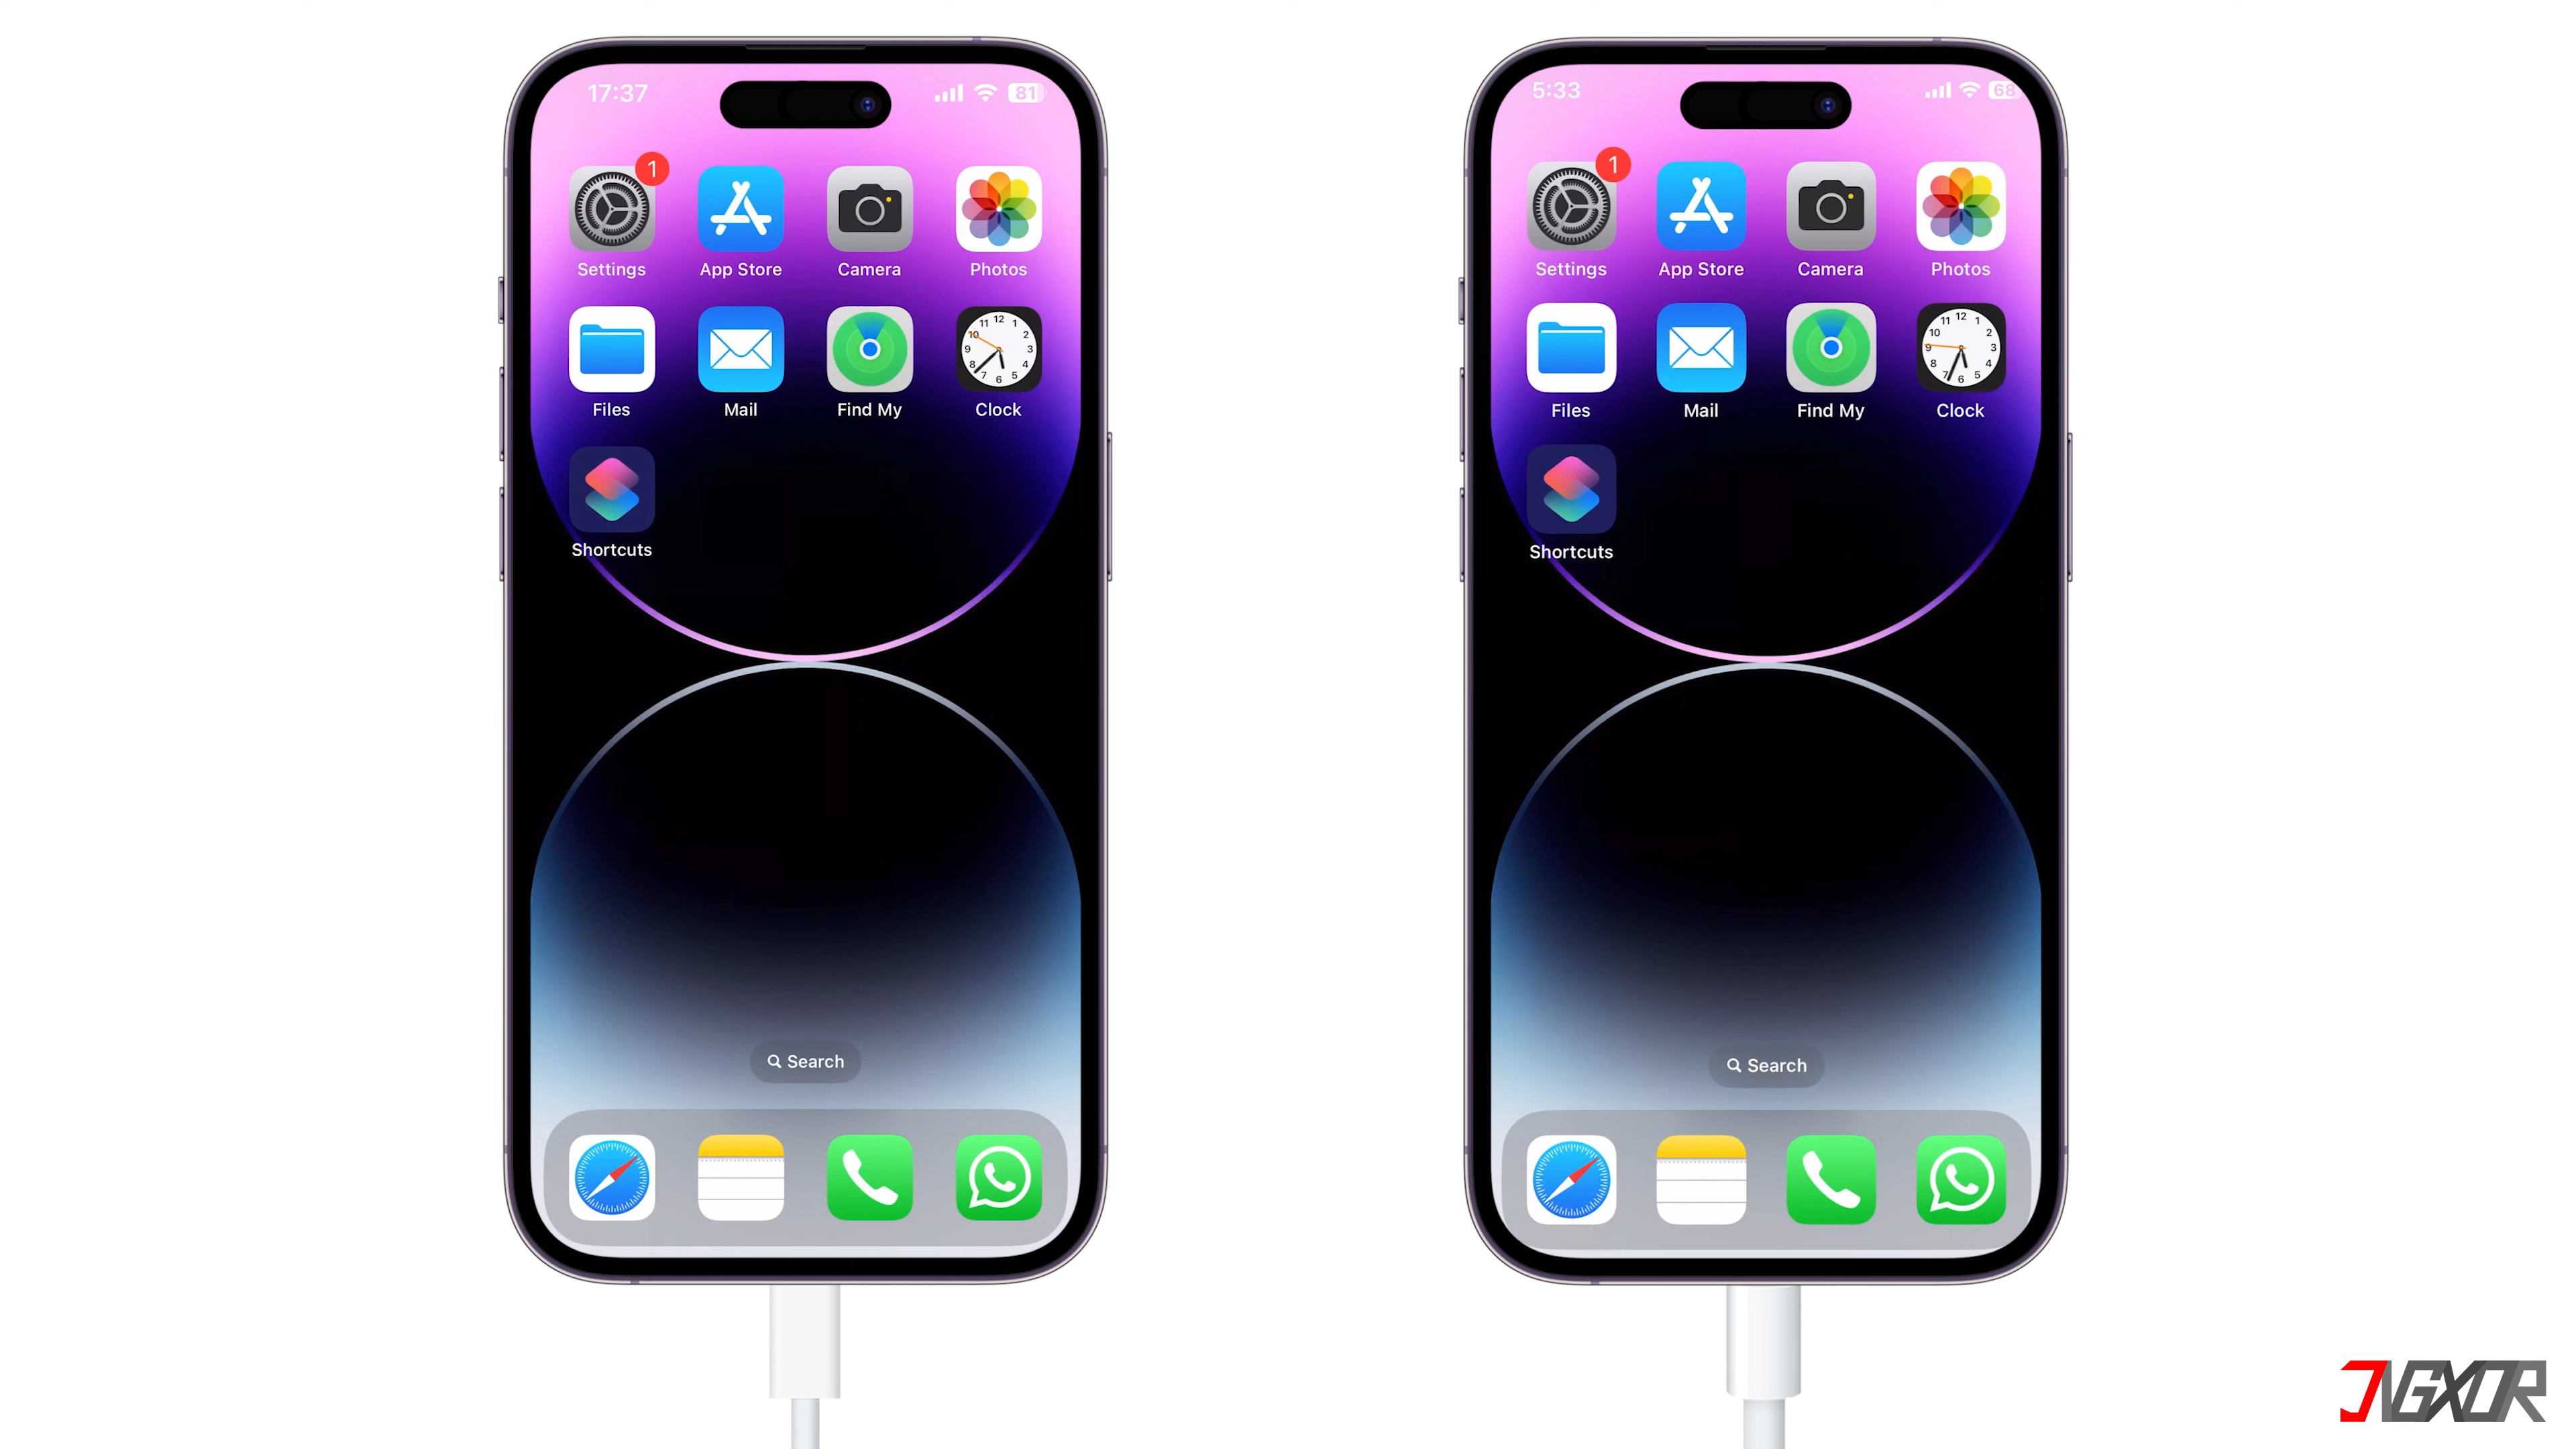 17:37
81
1
Settings
App Store
Camera
Photos
Files
Mail
Find My
Clock
Shortcuts
Search
5:33
68
1
Settings
App Store
Camera
Photos
Files
Mail
Find My
Clock
Shortcuts
Search